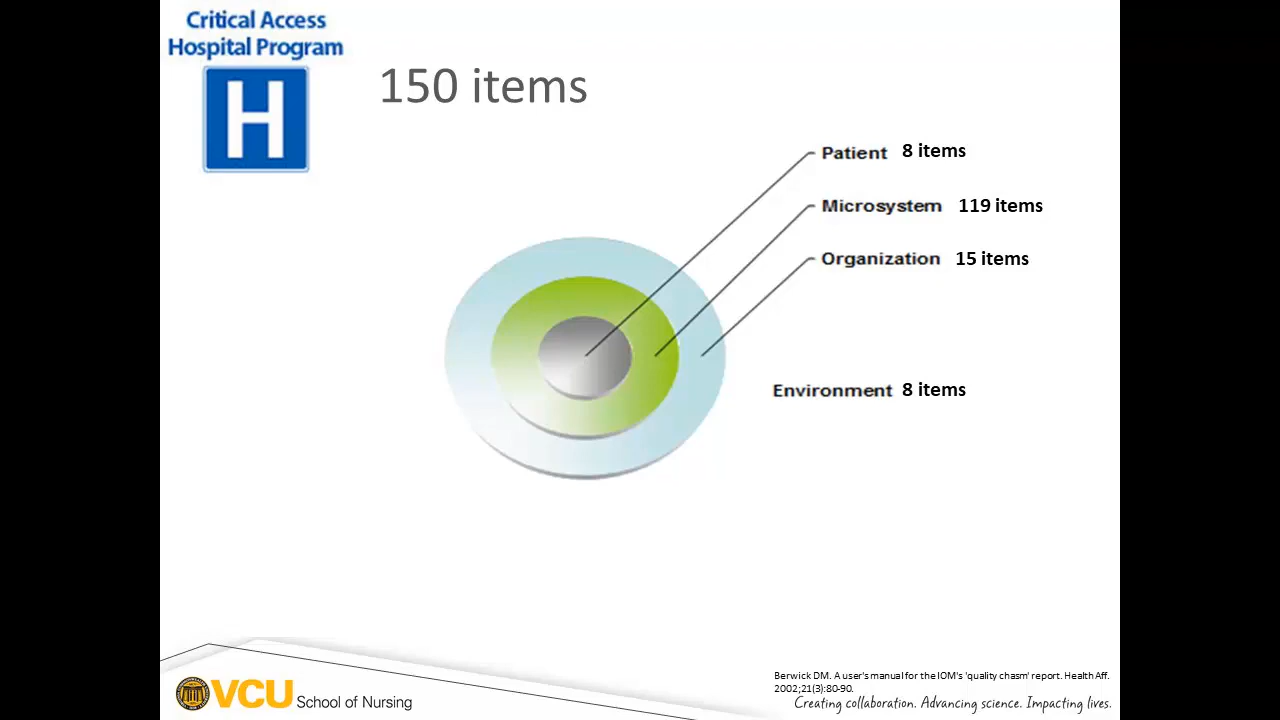 Critical Access
Hospital Program
H
150 items
Patient 8 items
Microsystem 119 items
Organization 15 items
Environment 8 items
Berwick DM. A user's manual for the IOM's 'quality chasm' report. Health Aff.
2002;21(3):80-90.
VCU School of Nursing
Creating collaboration. Advancing science. Impacting lives.